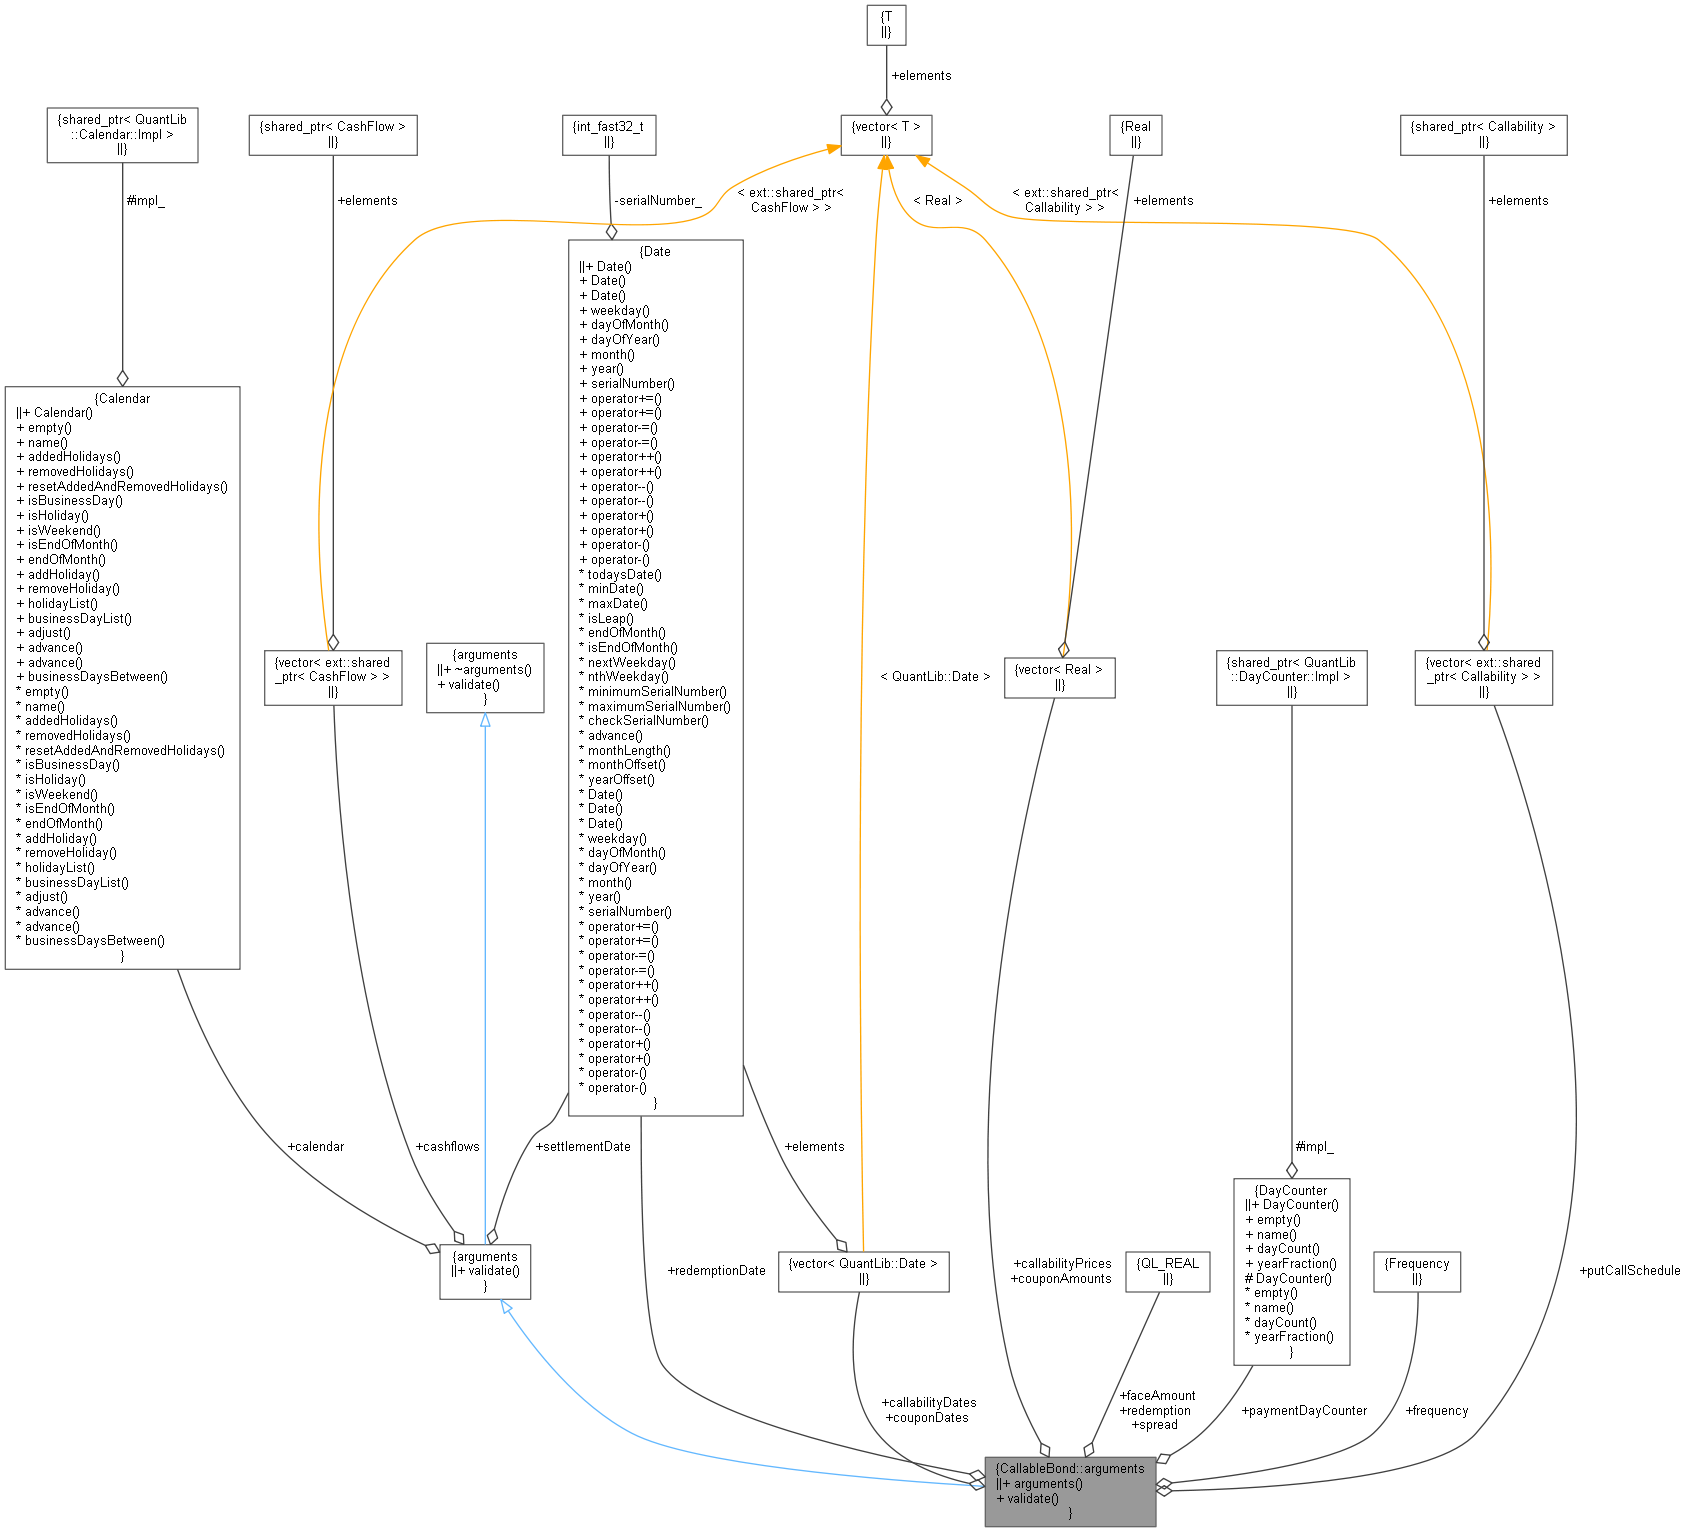 {T
||}
+elements
{shared_ptr< QuantLib
::Calendar::Impl >
||}
{shared_ptr< CashFlow >
||}
{int_fast32_t
||}
{vector< T >
||}
{Real
||}
{shared_ptr< Callability >
||}
#impl_
+elements
-serialNumber_
< ext::shared_ptr<
CashFlow > >
< Real >
< ext::shared_ptr<
Callability > >
+elements
+elements
{Date
||+ Date()
+ Date()
+ Date()
+ weekday()
+ dayOfMonth()
+ dayOfYear()
+ month()
+ year()
+ serialNumber()
+ operator+=()
+ operator+=()
+ operator-=()
+ operator-=()
+ operator++()
+ operator++()
+ operator--()
+ operator--()
+ operator+()
+ operator+()
+ operator-()
+ operator-()
* todaysDate()
* minDate()
* maxDate()
* isLeap()
* endOfMonth()
* isEndOfMonth()
* nextWeekday()
* nthWeekday()
* minimumSerialNumber()
* maximumSerialNumber()
* checkSerialNumber()
* advance()
* monthLength()
* monthOffset()
* yearOffset()
* Date()
* Date()
* Date()
* weekday()
* dayOfMonth()
* dayOfYear()
* month()
* year()
* serialNumber()
* operator+=()
* operator+=()
* operator-=()
* operator-=()
* operator++()
* operator++()
* operator--()
* operator--()
* operator+()
* operator+()
* operator-()
* operator-()
}
{Calendar
||+ Calendar()
+ empty()
+ name()
+ addedHolidays()
+ removedHolidays()
+ resetAddedAndRemovedHolidays()
+ isBusinessDay()
+ isHoliday()
+ isWeekend()
+ isEndOfMonth()
+ endOfMonth()
+ addHoliday()
+ removeHoliday()
+ holidayList()
+ businessDayList()
+ adjust()
+ advance()
+ advance()
+ businessDaysBetween()
* empty()
* name()
* addedHolidays()
* removedHolidays()
* resetAddedAndRemovedHolidays()
* isBusinessDay()
* isHoliday()
* isWeekend()
* isEndOfMonth()
* endOfMonth()
* addHoliday()
* removeHoliday()
* holidayList()
* businessDayList()
* adjust()
* advance()
* advance()
* businessDaysBetween()
}
{vector< ext::shared
_ptr< CashFlow > >
||}
{arguments
||+ ~arguments()
+ validate()
}
< QuantLib::Date >
{vector< Real >
||}
{shared_ptr< QuantLib
::DayCounter::Impl >
||}
{vector< ext::shared
_ptr< Callability > >
||}
+calendar
+cashflows
+settlementDate
+elements
#impl_
{arguments
||+ validate()
}
+redemptionDate
{vector< QuantLib::Date >
||}
+callabilityPrices
+couponAmounts
{QL_REAL
||}
{DayCounter
||+ DayCounter()
+ empty()
+ name()
+ dayCount()
+ yearFraction()
# DayCounter()
* empty()
* name()
* dayCount()
* yearFraction()
}
{Frequency
||}
+putCallSchedule
+callabilityDates
+couponDates
+faceAmount
+redemption
+spread
+paymentDayCounter
+frequency
{CallableBond::arguments
||+ arguments()
+ validate()
}